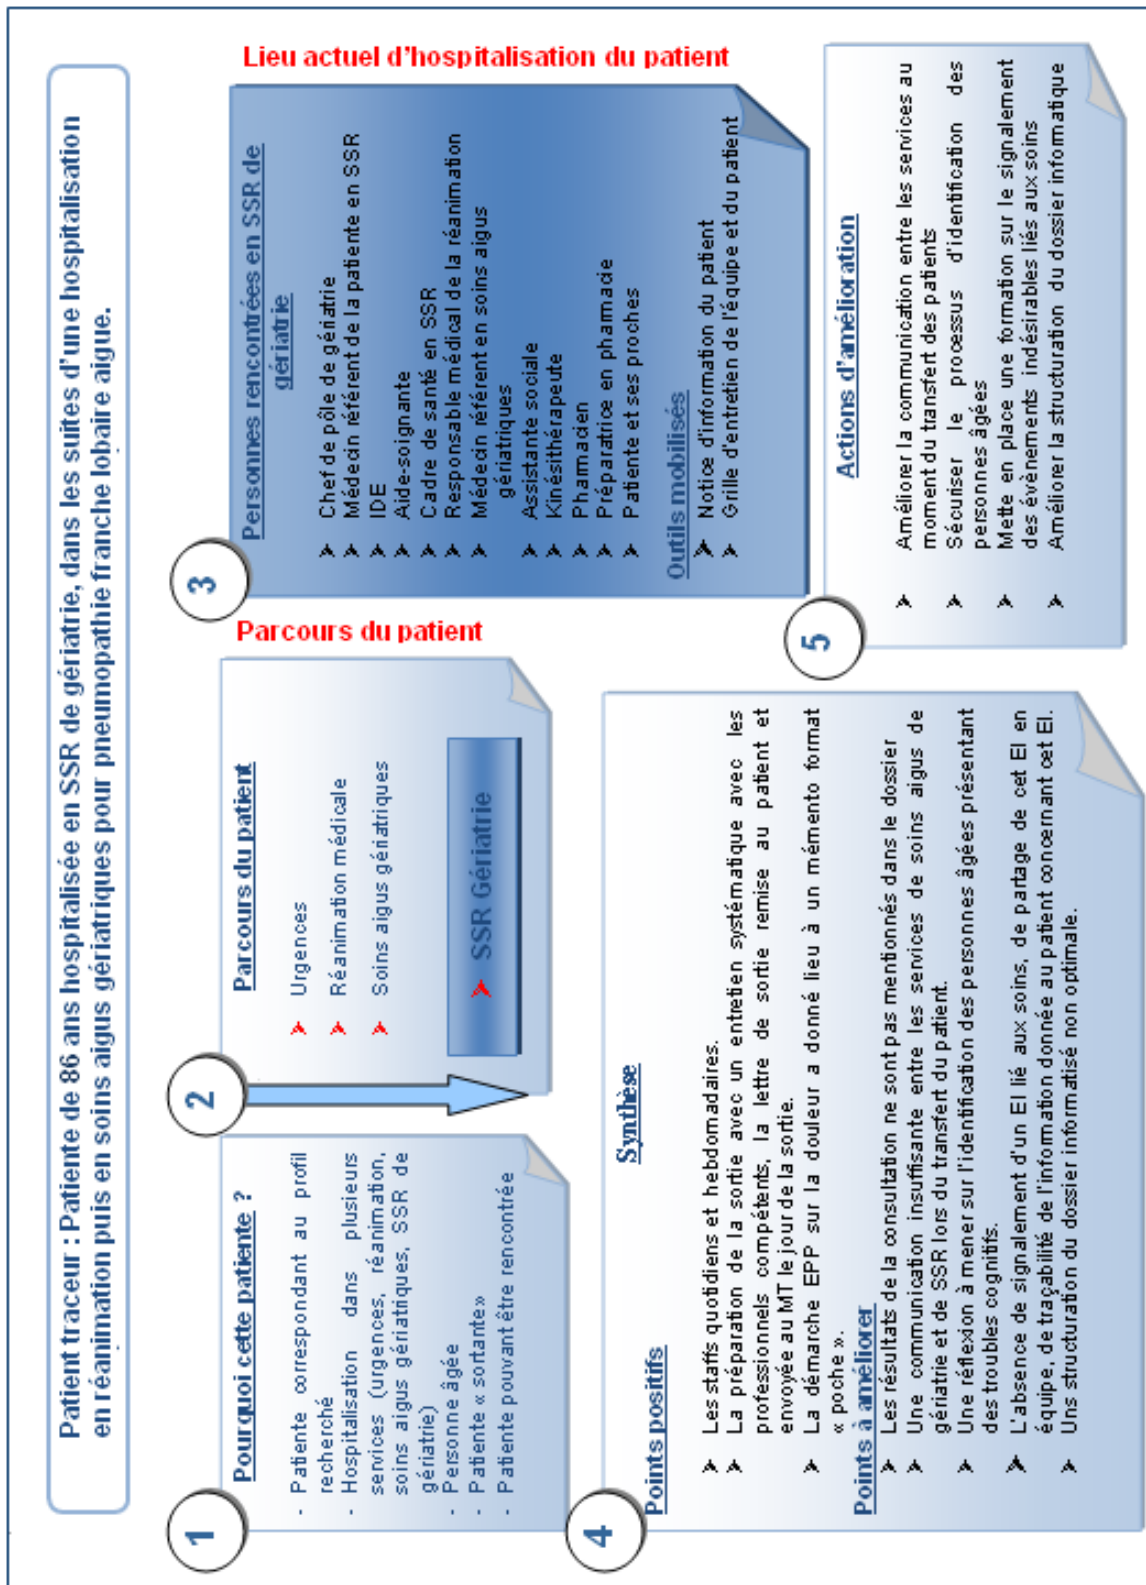 Patient traceur : Patiente de 86 ans hospitalisée en SSR de gériatrie, dans les suites d'une hospitalisation
en réanimation puis en soins aigus gériatriques pour pneumopathie franche lobaire aigue.
1
Pourquoi cette patiente ?
- Patiente correspondant au profil
recherché
- Hospitalisation dans plusieurs
services (urgences, réanimation,
soins aigus gériatriques, SSR de
gériatrie)
- Personne âgée
- Patiente « sortante»
- Patiente pouvant être rencontrée
2
Parcours du patient
➤ Urgences
➤ Réanimation médicale
➤ Soins aigus gériatriques
➤ SSR Gériatrie
Parcours du patient
Lieu actuel d'hospitalisation du patient
3
Personnes rencontrées en SSR de
gériatrie
➤ Chef de pôle de gériatrie
➤ Médecin référent de la patiente en SSR
➤ IDE
➤ Aide-soignante
➤ Cadre de santé en SSR
➤ Responsable médical de la réanimation
➤ Médecin référent en soins aigus
gériatriques
➤ Assistante sociale
➤ Kinésithérapeute
➤ Pharmacien
➤ Préparatrice en pharmacie
➤ Patiente et ses proches
Outils mobilisés
➤ Notice d'information du patient
➤ Grille d'entretien de l'équipe et du patient
4
Synthèse
Points positifs
➤ Les staffs quotidiens et hebdomadaires.
➤ La préparation de la sortie avec un entretien systématique avec les
professionnels compétents, la lettre de sortie remise au patient et
envoyée au MT le jour de la sortie.
➤ La démarche EPP sur la douleur a donné lieu à un mémento format
« poche ».
Points à améliorer
➤ Les résultats de la consultation ne sont pas mentionnés dans le dossier
➤ Une communication insuffisante entre les services de soins aigus de
gériatrie et de SSR lors du transfert du patient.
➤ Une réflexion à mener sur l'identification des personnes âgées présentant
des troubles cognitifs.
➤ L'absence de signalement d'un EI lié aux soins, de partage de cet EI en
équipe, de traçabilité de l'information donnée au patient concernant cet EI.
➤ Uns structuration du dossier informatisé non optimale.
5
Actions d'amélioration
➤ Améliorer la communication entre les services au
moment du transfert des patients
➤ Sécuriser le processus d'identification des
personnes âgées
➤ Mette en place une formation sur le signalement
des évènements indésirables liés aux soins
➤ Améliorer la structuration du dossier informatique